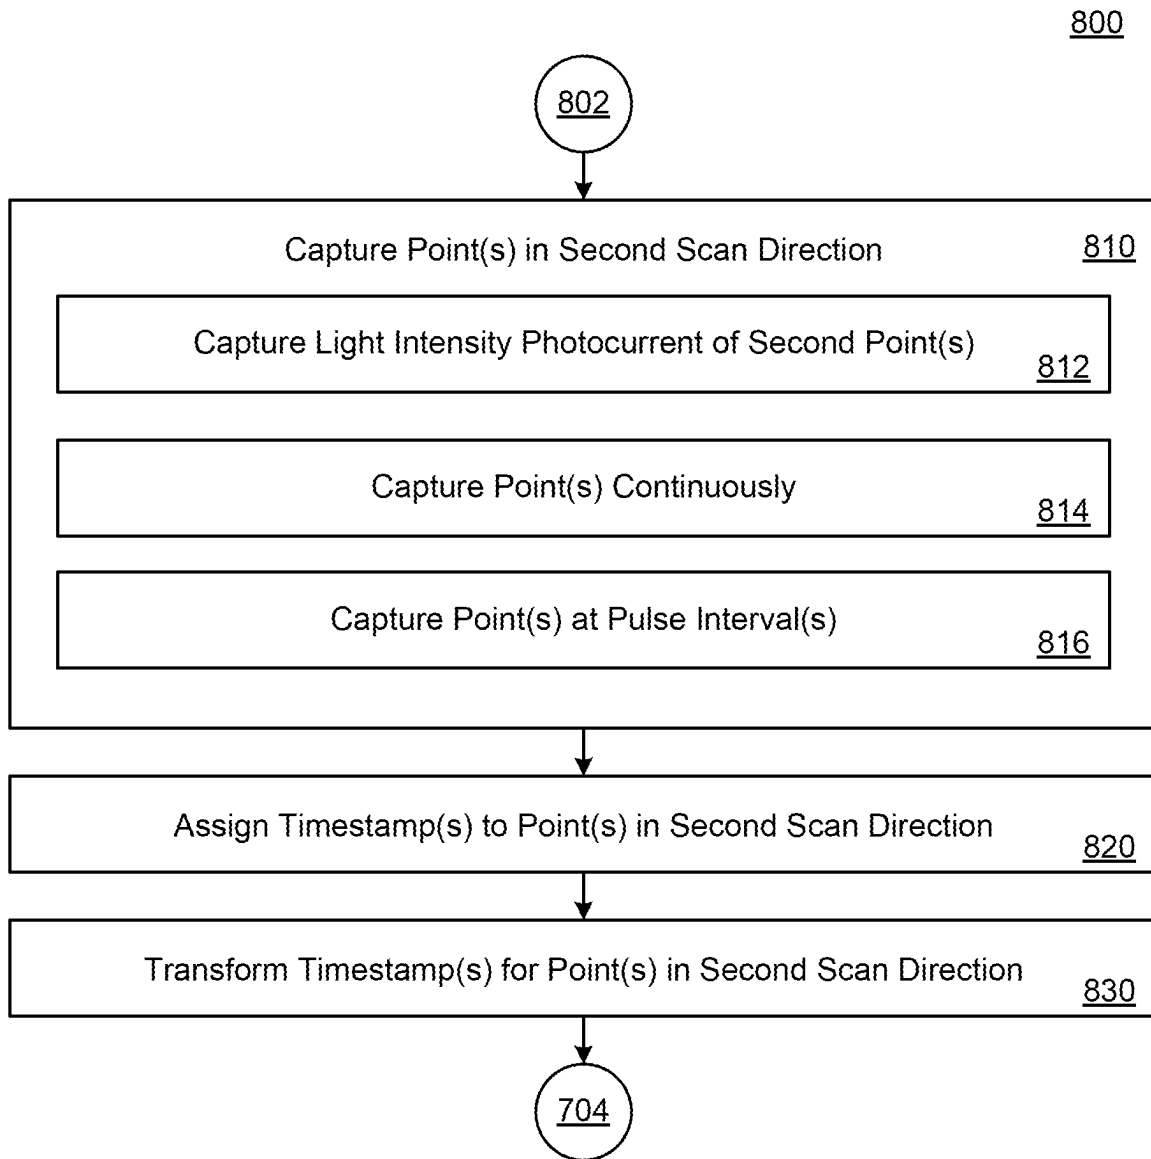 800
802
Capture Point(s) in Second Scan Direction
810
Capture Light Intensity Photocurrent of Second Point(s)
812
Capture Point(s) Continuously
814
Capture Point(s) at Pulse Interval(s)
816
Assign Timestamp(s) to Point(s) in Second Scan Direction
820
Transform Timestamp(s) for Point(s) in Second Scan Direction
830
704